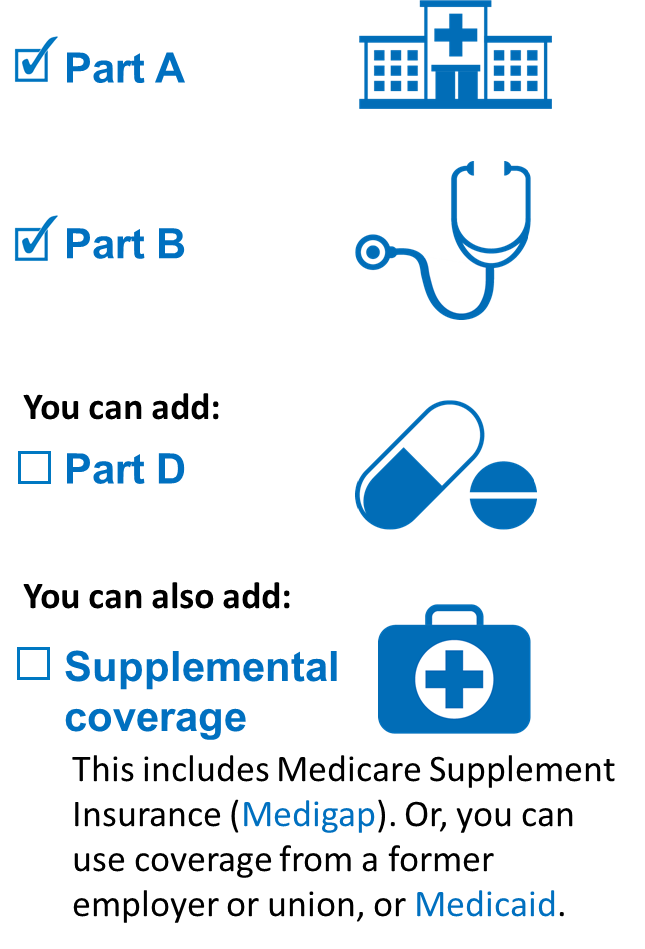 Part A
Part B
You can add:
Part D
You can also add:
Supplemental
coverage
This includes Medicare Supplement
Insurance (Medigap). Or, you can
use coverage from a former
employer or union, or Medicaid.